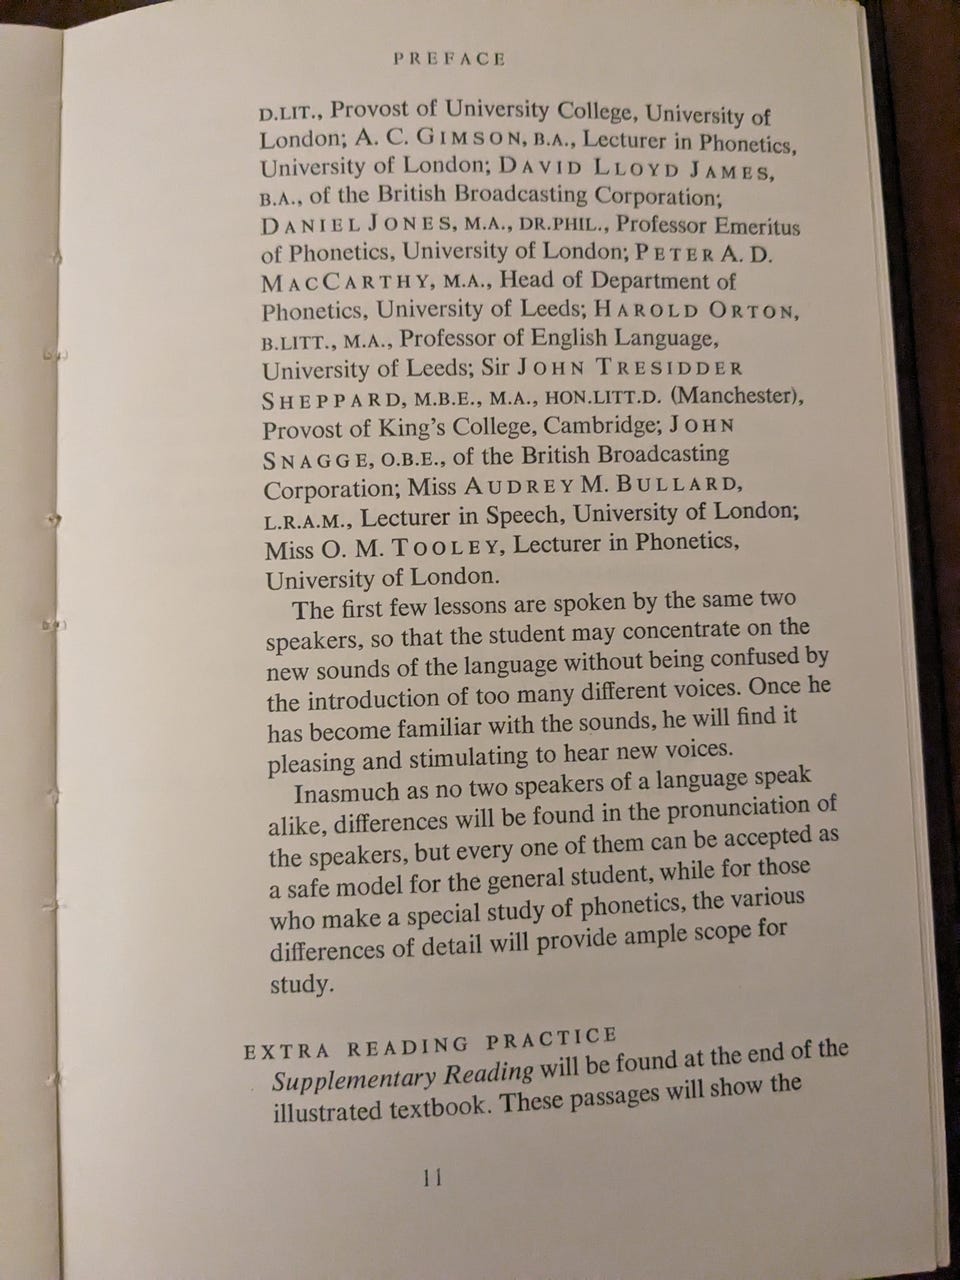 PREFACE
D.LIT., Provost of University College, University of
London; A. C. GIMSON, B.A., Lecturer in Phonetics,
University of London; DAVID LLOYD JAMES,
B.A., of the British Broadcasting Corporation;
DANIEL JONES, M.A., DR.PHIL., Professor Emeritus
of Phonetics, University of London; PETER A. D.
MACCARTHY, M.A., Head of Department of
Phonetics, University of Leeds; HAROLD ORTON,
B.LITT., M.A., Professor of English Language,
University of Leeds; Sir JOHN TRESIDDER
SHEPPARD, M.B.E., M.A., HON.LITT.D. (Manchester),
Provost of King's College, Cambridge; JOHN
SNAGGE, O.B.E., of the British Broadcasting
Corporation; Miss AUDREY M. BULLARD,
L.R.A.M., Lecturer in Speech, University of London;
Miss O. M. TOOLEY, Lecturer in Phonetics,
University of London.
The first few lessons are spoken by the same two
speakers, so that the student may concentrate on the
new sounds of the language without being confused by
the introduction of too many different voices. Once he
has become familiar with the sounds, he will find it
pleasing and stimulating to hear new voices.
Inasmuch as no two speakers of a language speak
alike, differences will be found in the pronunciation of
the speakers, but every one of them can be accepted as
a safe model for the general student, while for those
who make a special study of phonetics, the various
differences of detail will provide ample scope for
study.
EXTRA READING PRACTICE
Supplementary Reading will be found at the end of the
illustrated textbook. These passages will show the
11